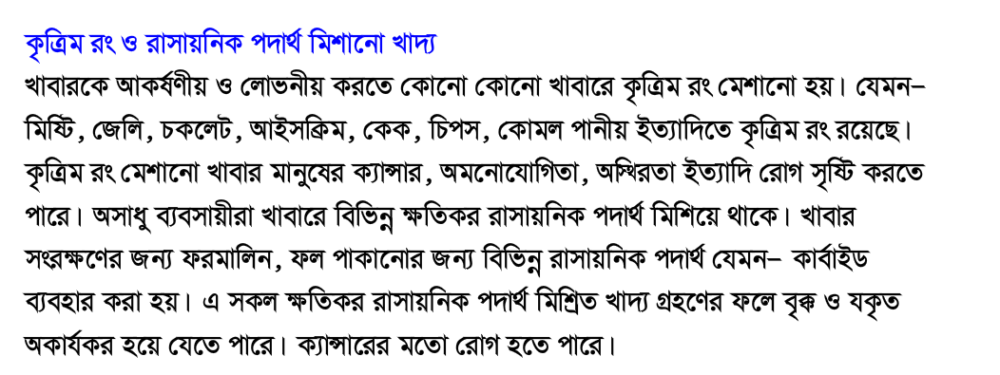 কৃত্রিম রং ও রাসায়নিক পদার্থ মিশানো খাদ্য
খাবারকে আকর্ষণীয় ও লোভনীয় করতে কোনো কোনো খাবারে কৃত্রিম রং মেশানো হয়। যেমন–
মিষ্টি, জেলি, চকলেট, আইসক্রিম, কেক, চিপস, কোমল পানীয় ইত্যাদিতে কৃত্রিম রং রয়েছে।
কৃত্রিম রং মেশানো খাবার মানুষের ক্যান্সার, অমনোযোগিতা, অস্থিরতা ইত্যাদি রোগ সৃষ্টি করতে
পারে। অসাধু ব্যবসায়ীরা খাবারে বিভিন্ন ক্ষতিকর রাসায়নিক পদার্থ মিশিয়ে থাকে। খাবার
সংরক্ষণের জন্য ফরমালিন, ফল পাকানোর জন্য বিভিন্ন রাসায়নিক পদার্থ যেমন– কার্বাইড
ব্যবহার করা হয়। এ সকল ক্ষতিকর রাসায়নিক পদার্থ মিশ্রিত খাদ্য গ্রহণের ফলে বৃক্ক ও যকৃত
অকার্যকর হয়ে যেতে পারে। ক্যান্সারের মতো রোগ হতে পারে।